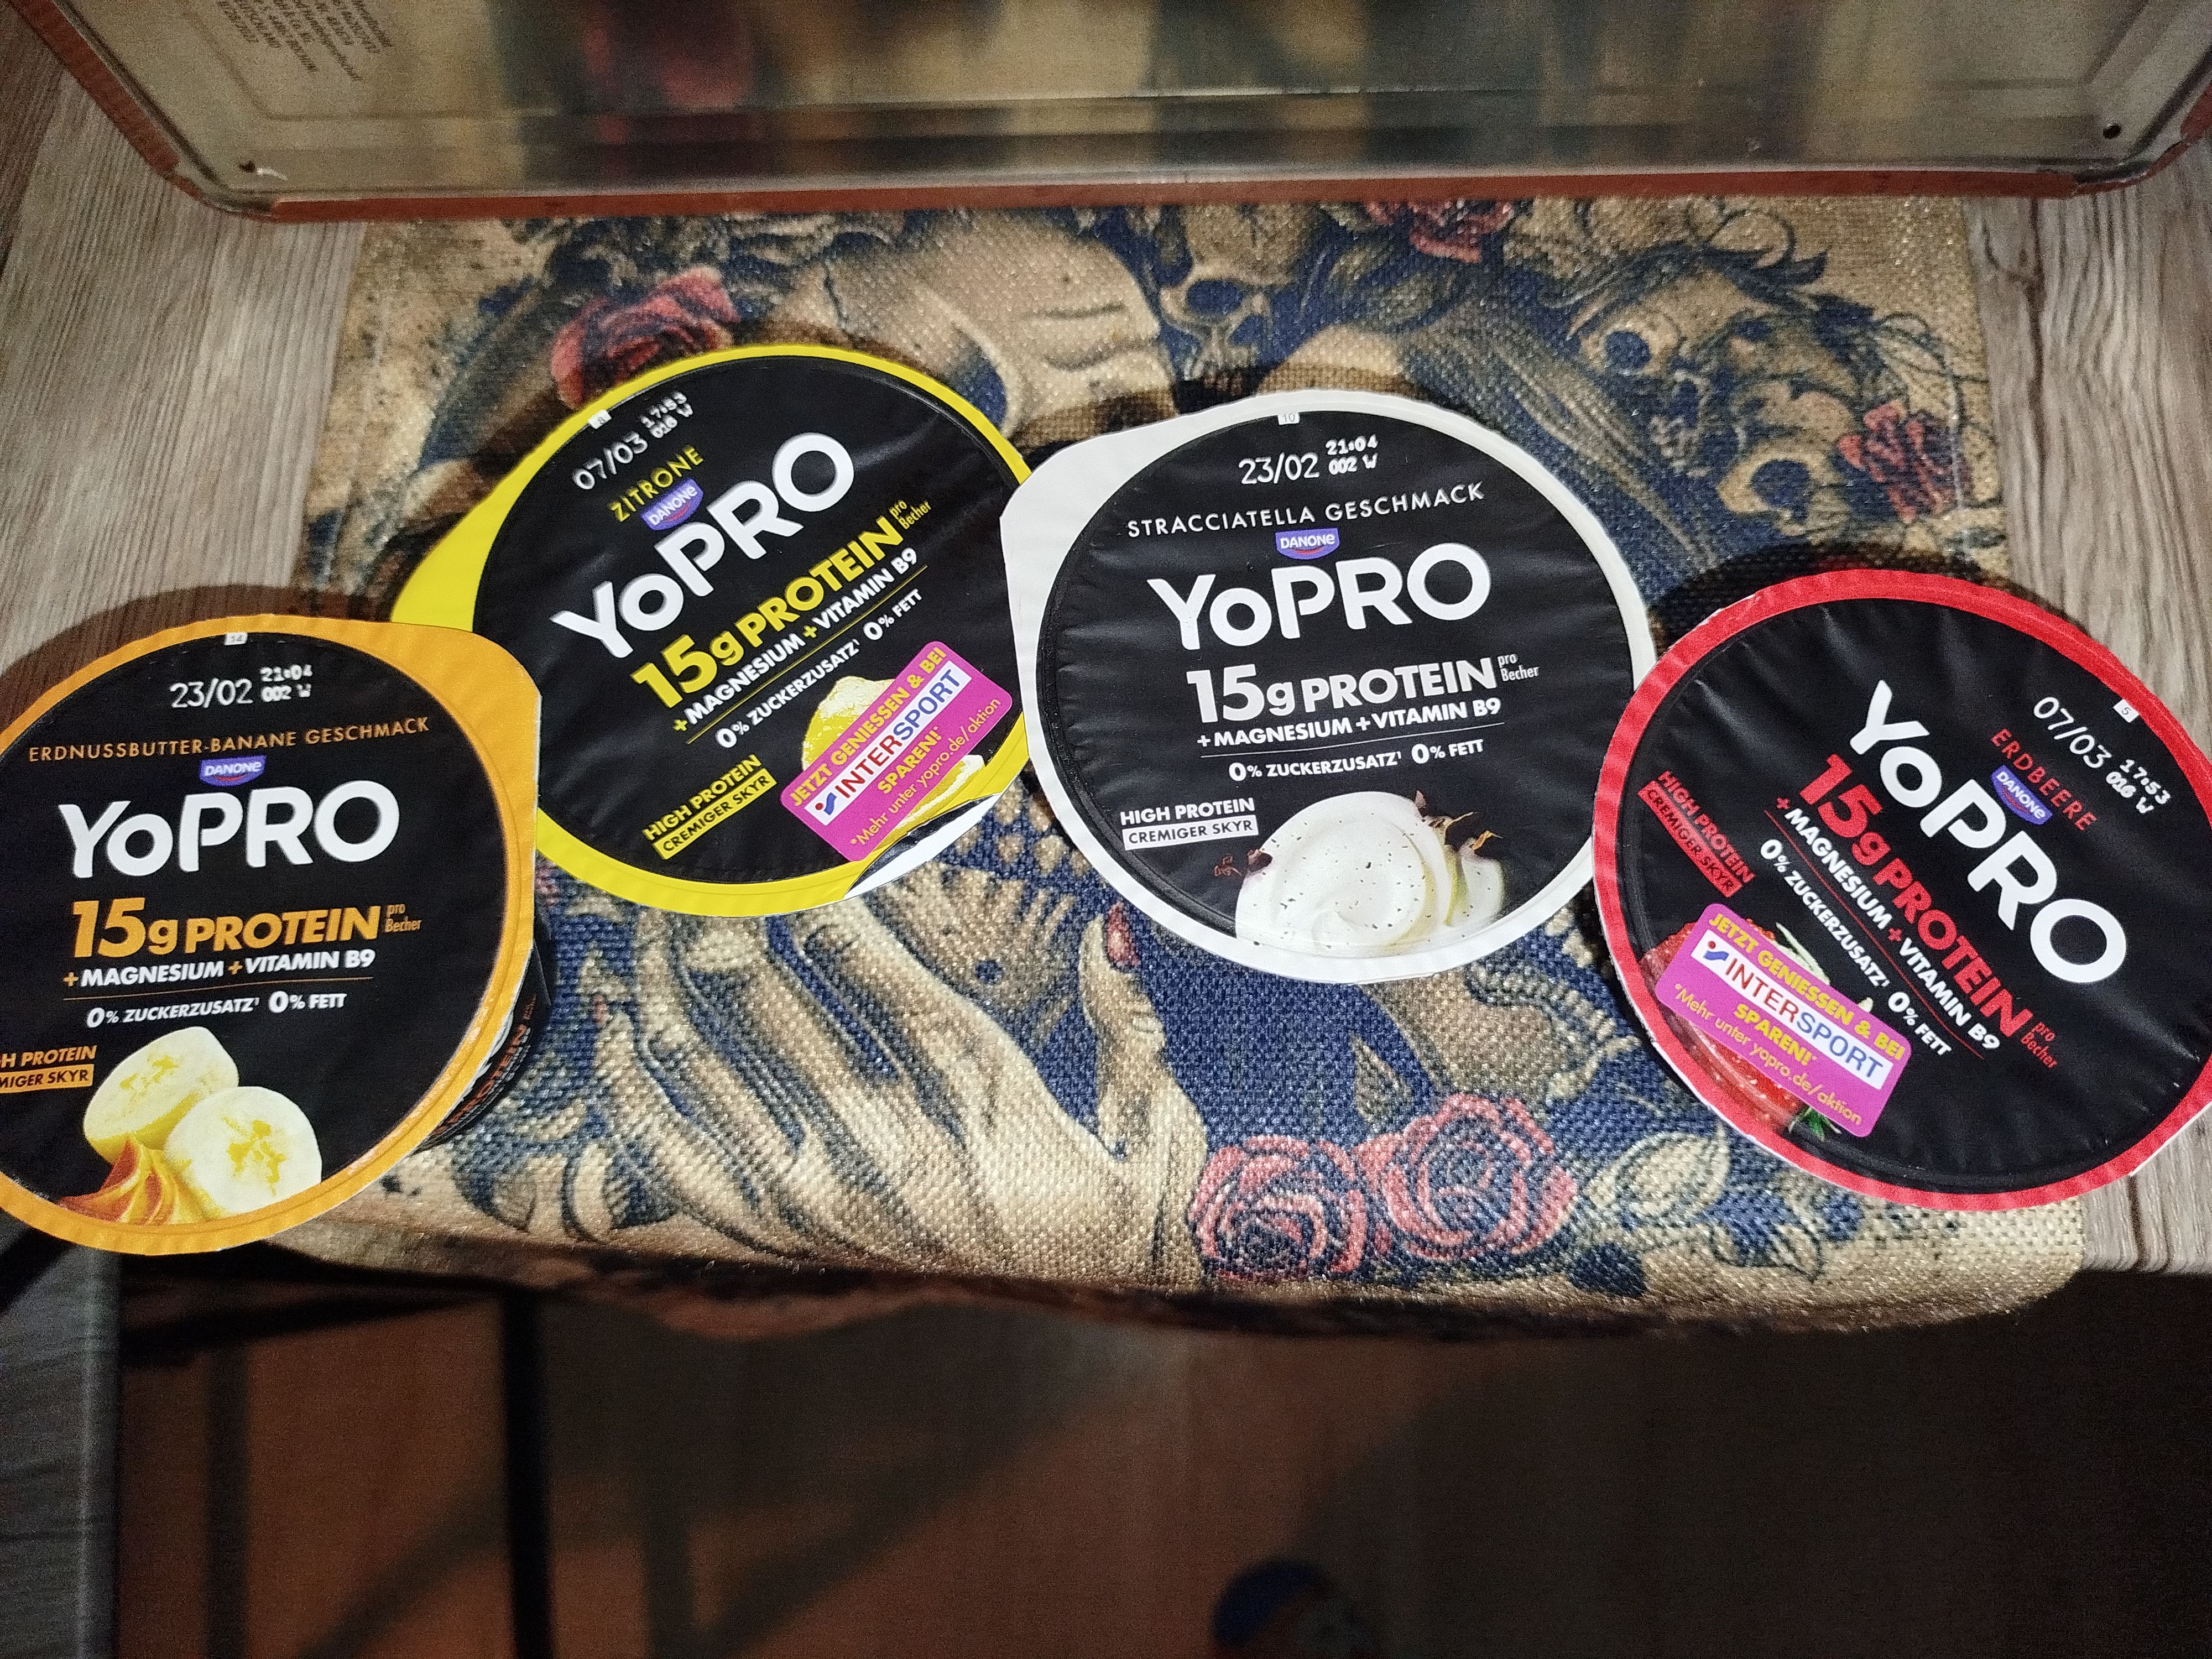 14
23/02 21:04
002 W
ERDNUSSBUTTER-BANANE GESCHMACK
DANONE
YoPRO
15g PROTEIN pro Becher
+MAGNESIUM +VITAMIN B9
0% ZUCKERZUSATZ¹ 0% FETT
PROTEIN
07/03 17:53
016 W
ZITRONE
DANONE
YoPRO
15g PROTEIN pro Becher
+MAGNESIUM +VITAMIN B9
0% ZUCKERZUSATZ¹ 0% FETT
HIGH PROTEIN
CREMIGER SKYR
JETZT GENIESSEN & BEI
INTERSPORT
SPAREN!*
*Mehr unter yopro.de/aktion
10
23/02 21:04
002 W
STRACCIATELLA GESCHMACK
DANONE
YoPRO
15g PROTEIN pro Becher
+MAGNESIUM +VITAMIN B9
0% ZUCKERZUSATZ¹ 0% FETT
HIGH PROTEIN
CREMIGER SKYR
5
07/03 17:53
016 W
ERDBEERE
DANONE
YoPRO
15g PROTEIN pro Becher
+MAGNESIUM +VITAMIN B9
0% ZUCKERZUSATZ¹ 0% FETT
HIGH PROTEIN
CREMIGER SKYR
JETZT GENIESSEN & BEI
INTERSPORT
SPAREN!*
*Mehr unter yopro.de/aktion